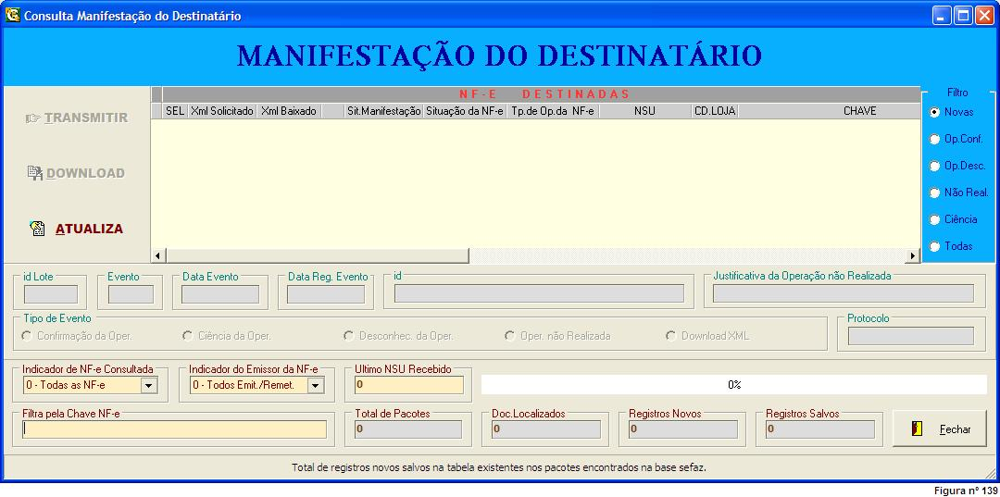 Consulta Manifestação do Destinatário
MANIFESTAÇÃO DO DESTINATÁRIO
TRANSMITIR
DOWNLOAD
ATUALIZA
NF-E DESTINADAS
SEL Xml Solicitado Xml Baixado Sit.Manifestação Situação da NF-e Tp.de Op.da NF-e NSU CD.LOJA CHAVE
Filtro
Novas
Op.Conf.
Op.Desc.
Não Real.
Ciência
Todas
id Lote Evento Data Evento Data Reg. Evento id Justificativa da Operação não Realizada
Tipo de Evento
Confirmação da Oper. Ciência da Oper. Desconhec. da Oper. Oper. não Realizada Download XML
Protocolo
Indicador de NF-e Consultada Indicador do Emissor da NF-e Ultimo NSU Recebido
0 - Todas as NF-e 0 - Todos Emit./Remet. 0 0%
Filtra pela Chave NF-e Total de Pacotes Doc.Localizados Registros Novos Registros Salvos
0 0 0 0
Fechar
Total de registros novos salvos na tabela existentes nos pacotes encontrados na base sefaz.
Figura nº 139